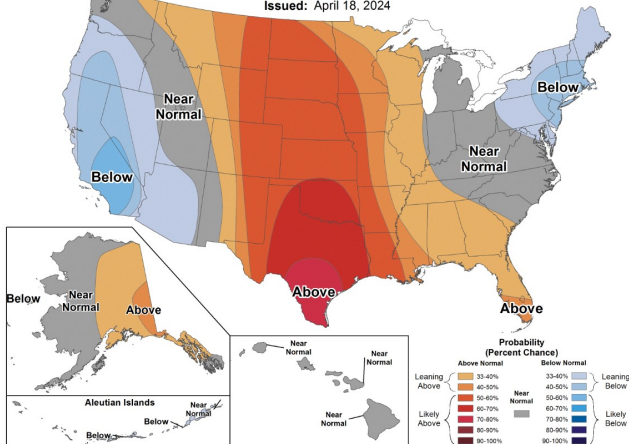 Issued: April 18, 2024
Near
Normal
Below
Below
Near
Normal
Above
Above
Below
Near
Normal
Above
Aleutian Islands
Near
Normal
Below
Below
Near
Normal
Near
Normal
Near
Normal
Probability
(Percent Chance)
Above Normal
Below Normal
Leaning
Above
33-40%
40-50%
33-40%
40-50%
Leaning
Below
Likely
Above
50-60%
60-70%
70-80%
80-90%
90-100%
Near
Normal
50-60%
60-70%
70-80%
80-90%
90-100%
Likely
Below